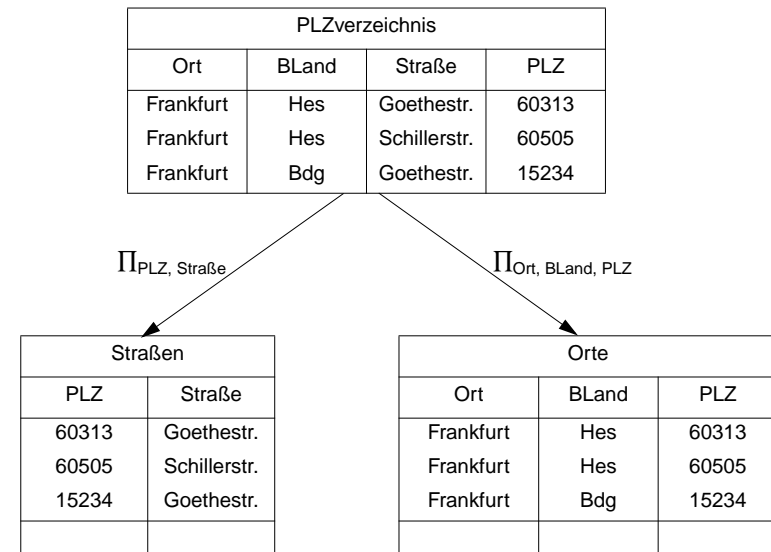 PLZverzeichnis
Ort BLand Straße PLZ
Frankfurt Hes Goethestr. 60313
Frankfurt Hes Schillerstr. 60505
Frankfurt Bdg Goethestr. 15234
ΠPLZ, Straße
ΠOrt, BLand, PLZ
Straßen
PLZ Straße
60313 Goethestr.
60505 Schillerstr.
15234 Goethestr.
Orte
Ort BLand PLZ
Frankfurt Hes 60313
Frankfurt Hes 60505
Frankfurt Bdg 15234